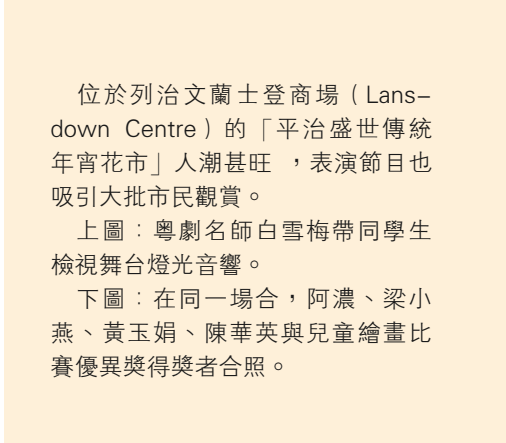 位於列治文蘭士登商場（Lans-
down Centre）的「平治盛世傳統
年宵花市」人潮甚旺 ，表演節目也
吸引大批市民觀賞。
上圖：粵劇名師白雪梅帶同學生
檢視舞台燈光音響。
下圖：在同一場合，阿濃、梁小
燕、黃玉娟、陳華英與兒童繪畫比
賽優異獎得獎者合照。